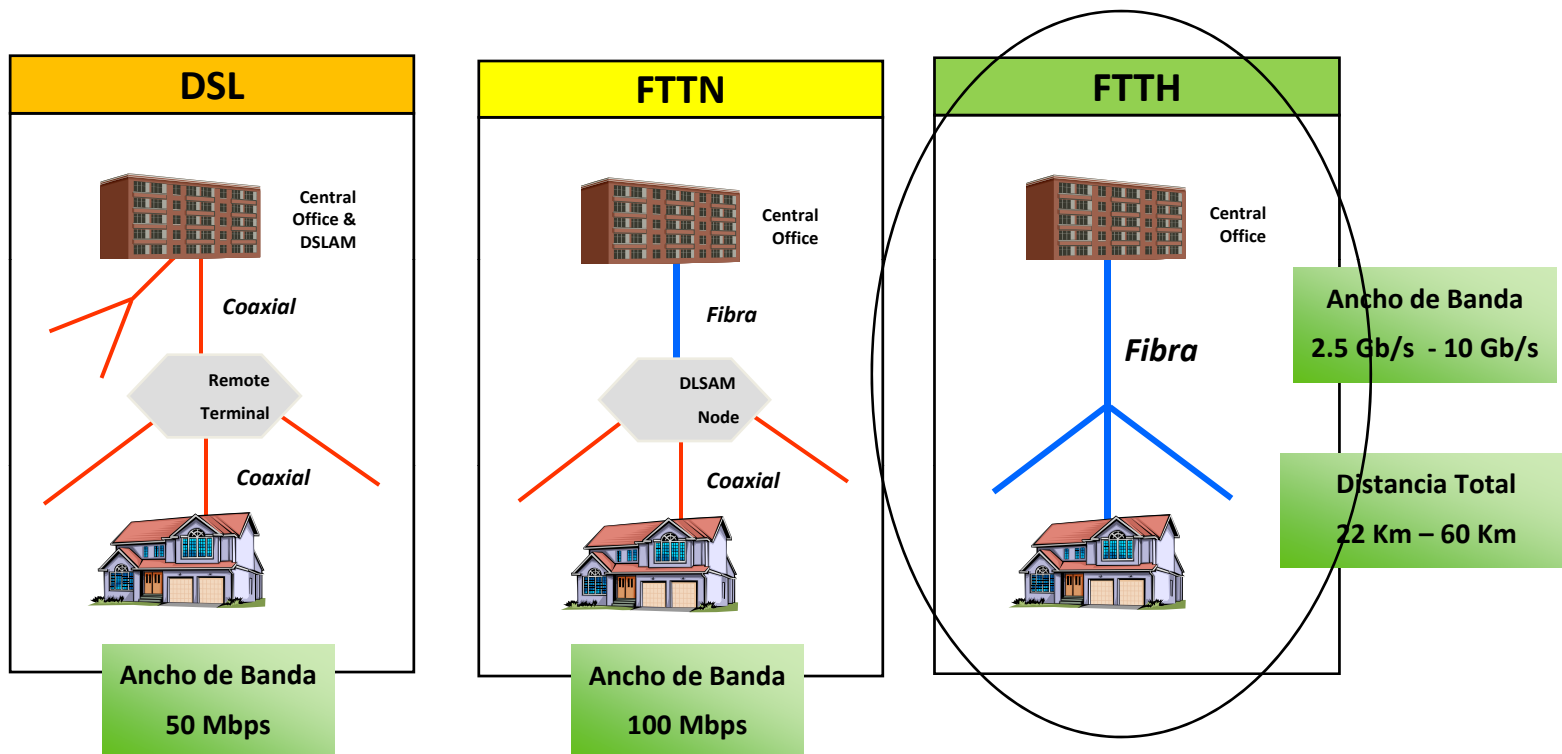 DSL
Central
Office &
DSLAM
Coaxial
Remote
Terminal
Coaxial
Ancho de Banda
50 Mbps
FTTN
Central
Office
Fibra
DLSAM
Node
Coaxial
Ancho de Banda
100 Mbps
FTTH
Central
Office
Fibra
Ancho de Banda
2.5 Gb/s - 10 Gb/s
Distancia Total
22 Km – 60 Km